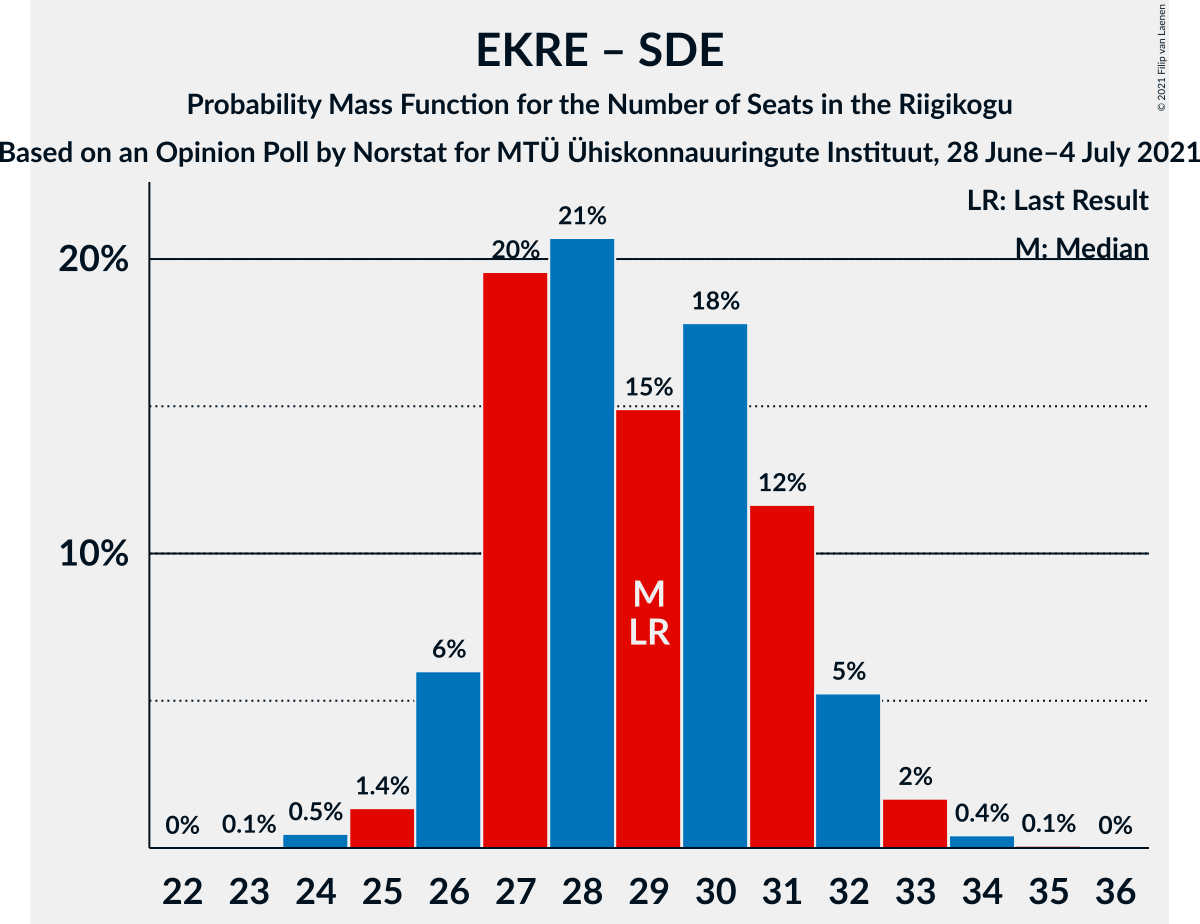 EKRE – SDE
Probability Mass Function for the Number of Seats in the Riigikogu
Based on an Opinion Poll by Norstat for MTÜ Ühiskonnauuringute Instituut, 28 June–4 July 2021
© 2021 Filip van Laenen
LR: Last Result
M: Median
20%
10%
0%
0.1%
0.5%
1.4%
6%
20%
21%
15%
18%
12%
5%
2%
0.4%
0.1%
0%
M
LR
22 23 24 25 26 27 28 29 30 31 32 33 34 35 36